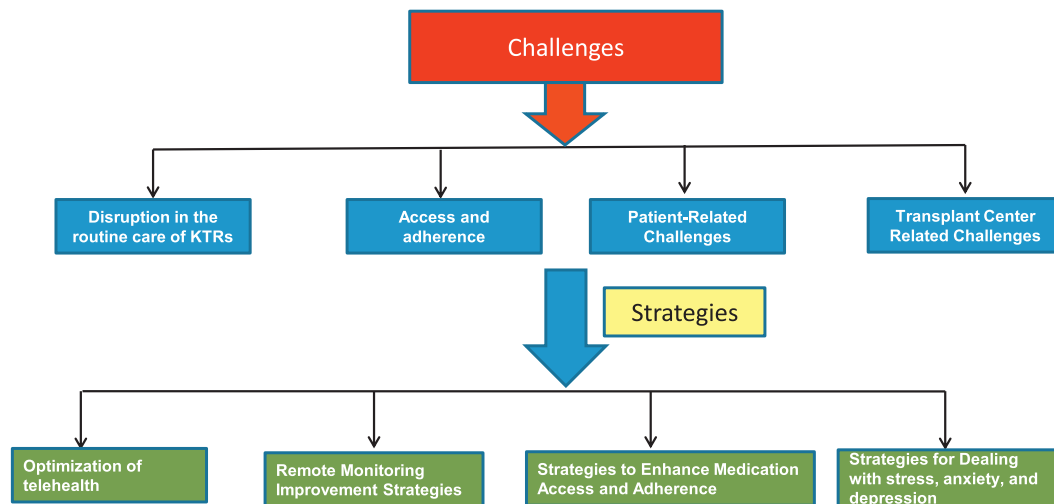 Challenges
Disruption in the
routine care of KTRs
Access and
adherence
Patient-Related
Challenges
Transplant Center
Related Challenges
Strategies
Optimization of
telehealth
Remote Monitoring
Improvement Strategies
Strategies to Enhance Medication
Access and Adherence
Strategies for Dealing
with stress, anxiety, and
depression